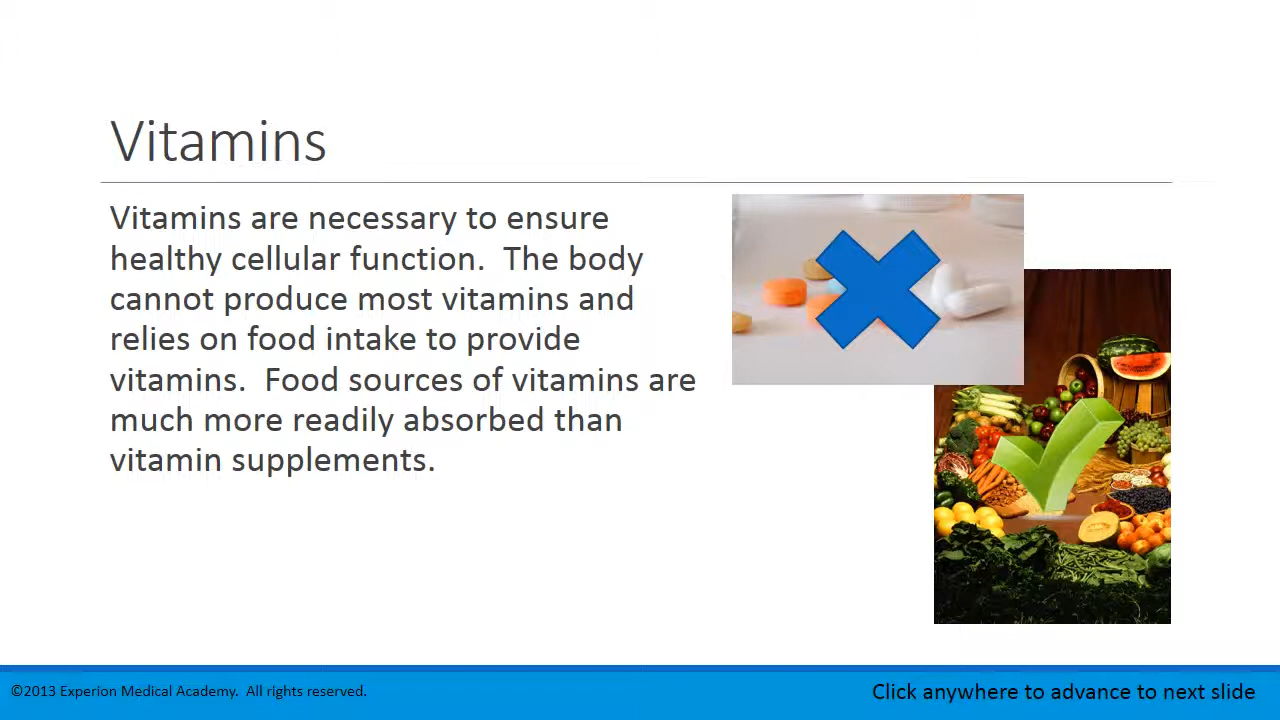 Vitamins
Vitamins are necessary to ensure
healthy cellular function.  The body
cannot produce most vitamins and
relies on food intake to provide
vitamins.  Food sources of vitamins are
much more readily absorbed than
vitamin supplements.
©2013 Experion Medical Academy.  All rights reserved.
Click anywhere to advance to next slide